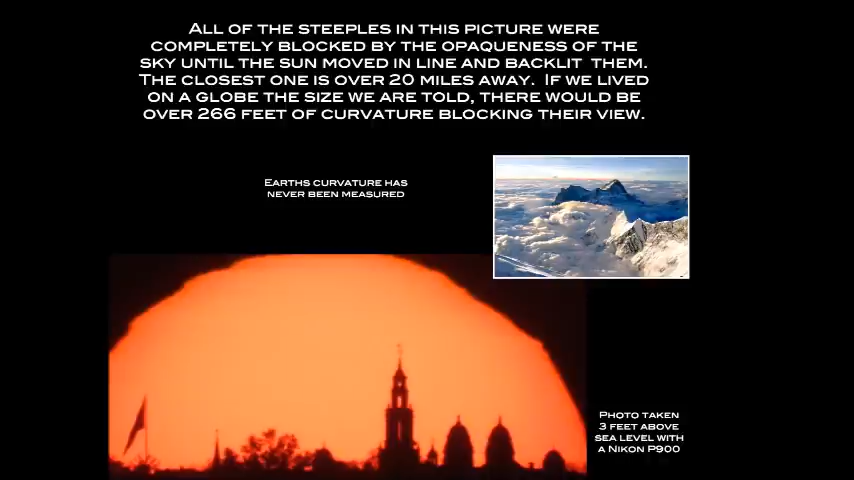 All of the steeples in this picture were
completely blocked by the opaqueness of the
sky until the sun moved in line and backlit them.
The closest one is over 20 miles away. If we lived
on a globe the size we are told, there would be
over 266 feet of curvature blocking their view.
Earths curvature has
never been measured
Photo taken
3 feet above
sea level with
a Nikon P900